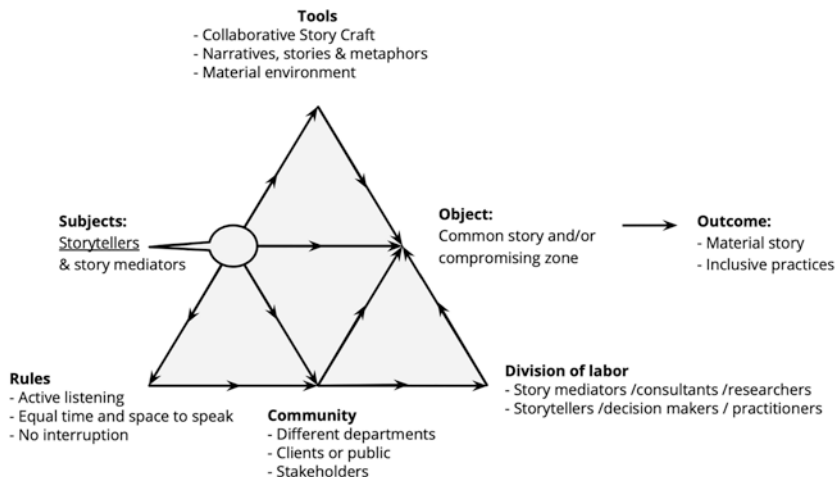 Tools
- Collaborative Story Craft
- Narratives, stories & metaphors
- Material environment
Subjects:
Storytellers
& story mediators
Object:
Common story and/or
compromising zone
Outcome:
- Material story
- Inclusive practices
Rules
- Active listening
- Equal time and space to speak
- No interruption
Community
- Different departments
- Clients or public
- Stakeholders
Division of labor
- Story mediators /consultants /researchers
- Storytellers /decision makers / practitioners